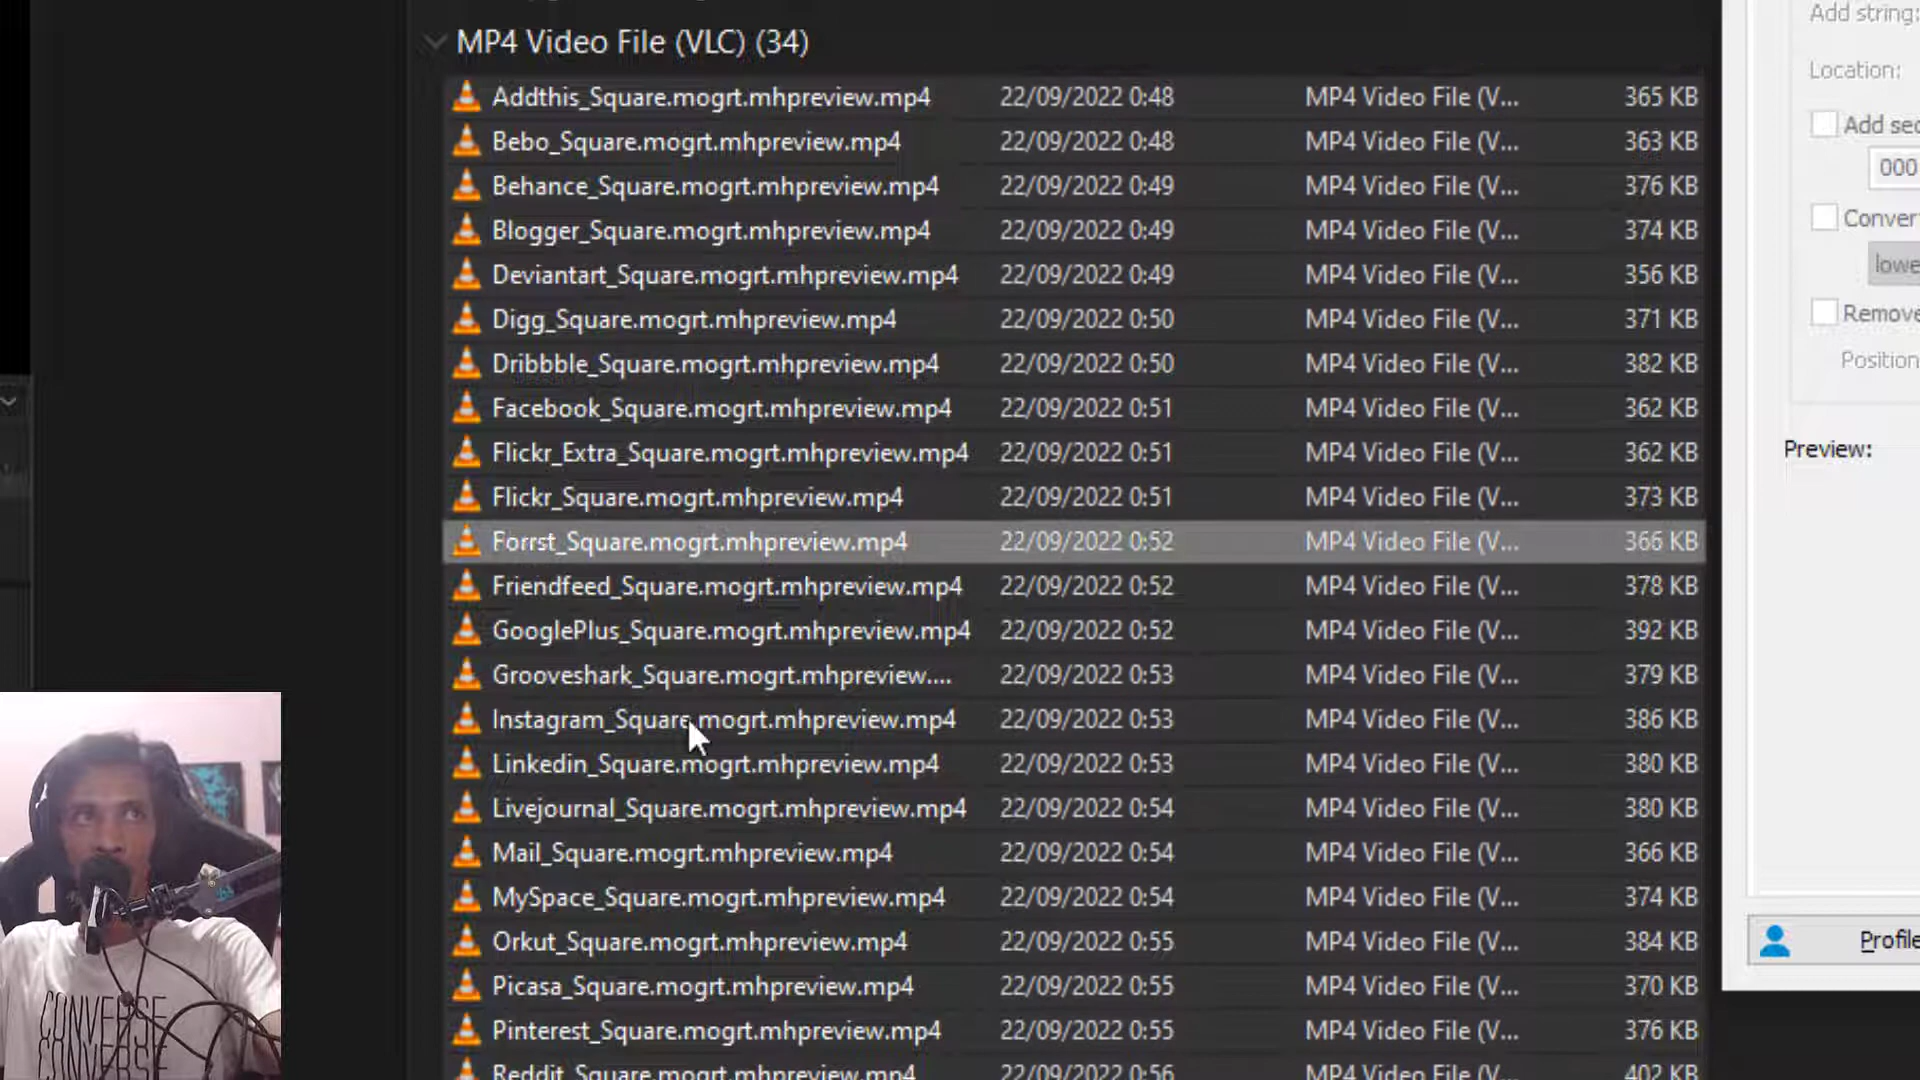 MP4 Video File (VLC) (34)
Addthis_Square.mogrt.mhpreview.mp4 22/09/2022 0:48 MP4 Video File (V... 365 KB
Bebo_Square.mogrt.mhpreview.mp4 22/09/2022 0:48 MP4 Video File (V... 363 KB
Behance_Square.mogrt.mhpreview.mp4 22/09/2022 0:49 MP4 Video File (V... 376 KB
Blogger_Square.mogrt.mhpreview.mp4 22/09/2022 0:49 MP4 Video File (V... 374 KB
Deviantart_Square.mogrt.mhpreview.mp4 22/09/2022 0:49 MP4 Video File (V... 356 KB
Digg_Square.mogrt.mhpreview.mp4 22/09/2022 0:50 MP4 Video File (V... 371 KB
Dribbble_Square.mogrt.mhpreview.mp4 22/09/2022 0:50 MP4 Video File (V... 382 KB
Facebook_Square.mogrt.mhpreview.mp4 22/09/2022 0:51 MP4 Video File (V... 362 KB
Flickr_Extra_Square.mogrt.mhpreview.mp4 22/09/2022 0:51 MP4 Video File (V... 362 KB
Flickr_Square.mogrt.mhpreview.mp4 22/09/2022 0:51 MP4 Video File (V... 373 KB
Forrst_Square.mogrt.mhpreview.mp4 22/09/2022 0:52 MP4 Video File (V... 366 KB
Friendfeed_Square.mogrt.mhpreview.mp4 22/09/2022 0:52 MP4 Video File (V... 378 KB
GooglePlus_Square.mogrt.mhpreview.mp4 22/09/2022 0:52 MP4 Video File (V... 392 KB
Grooveshark_Square.mogrt.mhpreview.... 22/09/2022 0:53 MP4 Video File (V... 379 KB
Instagram_Square.mogrt.mhpreview.mp4 22/09/2022 0:53 MP4 Video File (V... 386 KB
Linkedin_Square.mogrt.mhpreview.mp4 22/09/2022 0:53 MP4 Video File (V... 380 KB
Livejournal_Square.mogrt.mhpreview.mp4 22/09/2022 0:54 MP4 Video File (V... 380 KB
Mail_Square.mogrt.mhpreview.mp4 22/09/2022 0:54 MP4 Video File (V... 366 KB
MySpace_Square.mogrt.mhpreview.mp4 22/09/2022 0:54 MP4 Video File (V... 374 KB
Orkut_Square.mogrt.mhpreview.mp4 22/09/2022 0:55 MP4 Video File (V... 384 KB
Picasa_Square.mogrt.mhpreview.mp4 22/09/2022 0:55 MP4 Video File (V... 370 KB
Pinterest_Square.mogrt.mhpreview.mp4 22/09/2022 0:55 MP4 Video File (V... 376 KB
Reddit_Square.mogrt.mhpreview.mp4 22/09/2022 0:56 MP4 Video File (V... 402 KB
Add string:
Location:
Add sec
000
Conver
lowe
Remove
Position
Preview:
Profile
CONVERSE
CONVERSE